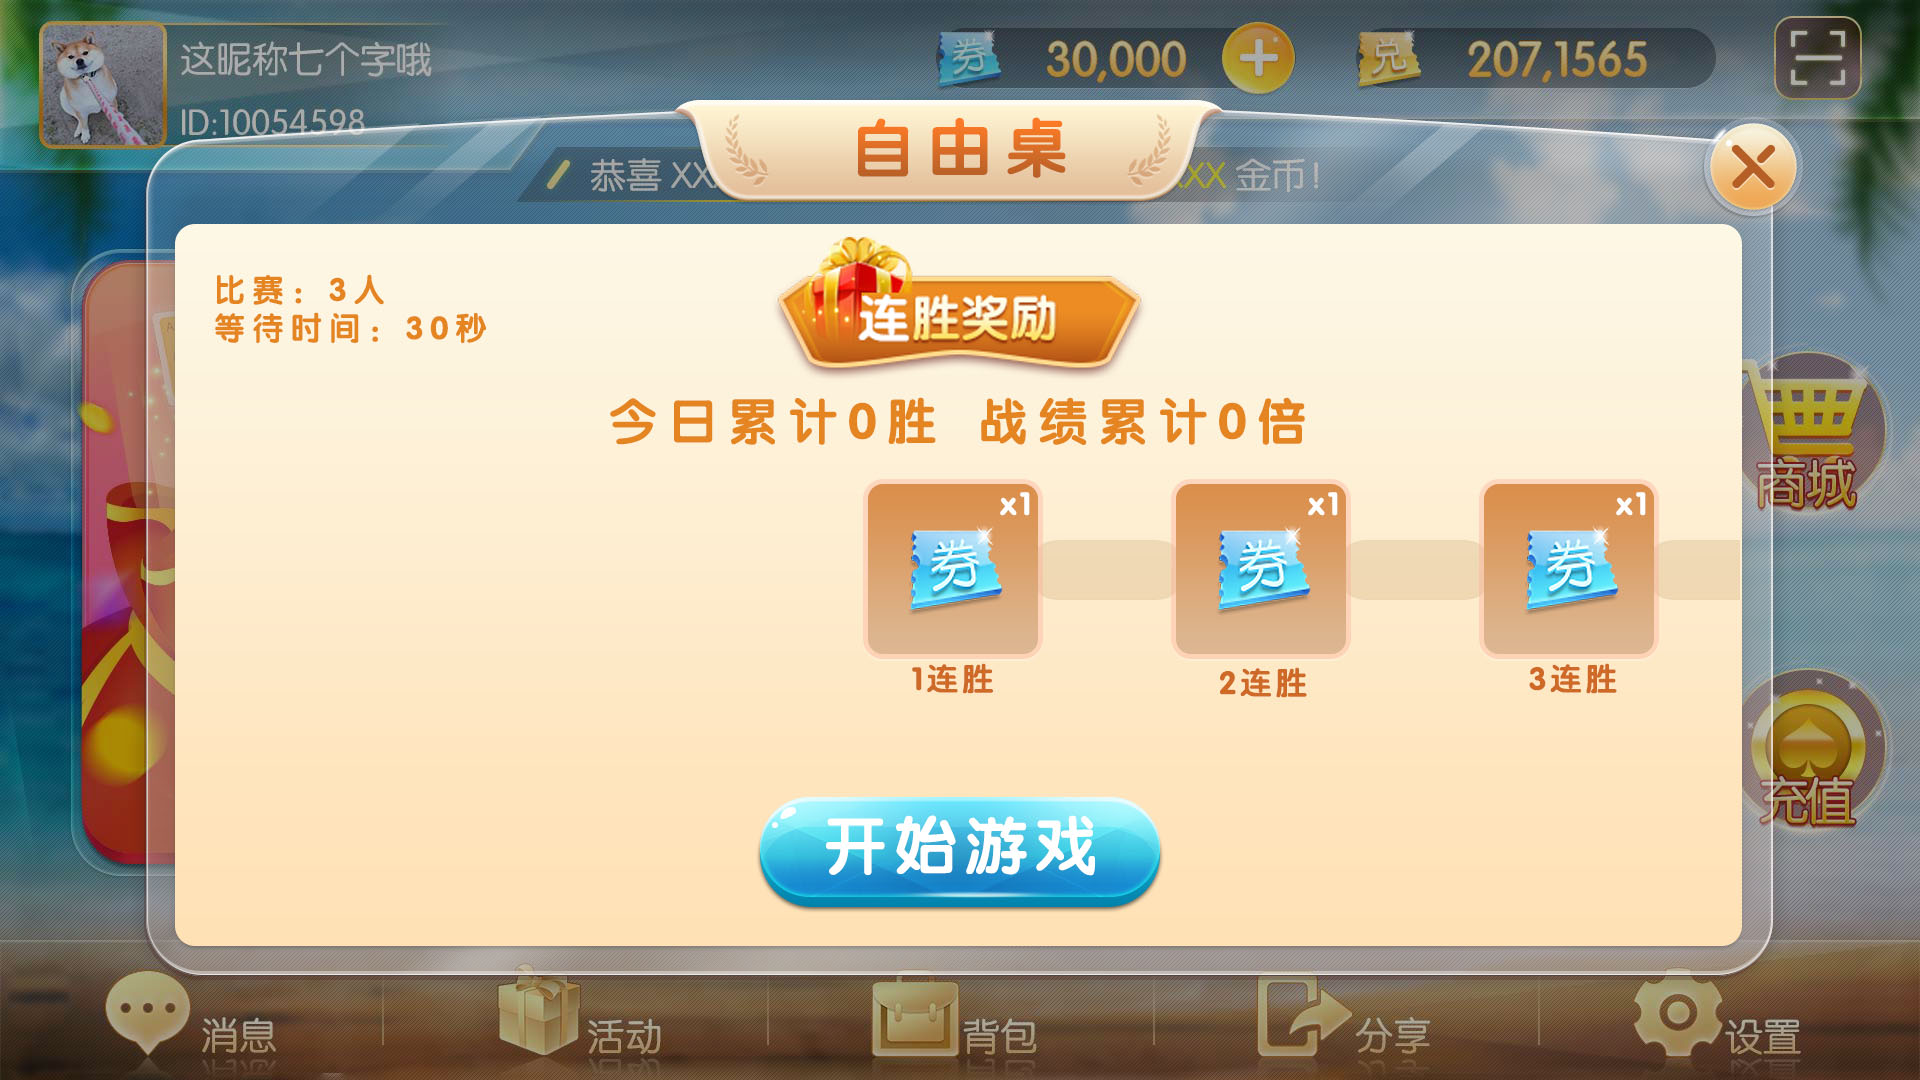 这昵称七个字哦
ID:10054598
券
30,000
兑
207,1565
恭喜 XX
XXX 金币!
自由桌
比赛: 3人
等待时间: 30秒
连胜奖励
今日累计0胜 战绩累计0倍
x1
券
1连胜
x1
券
2连胜
x1
券
3连胜
开始游戏
商城
充值
消息
活动
背包
分享
设置